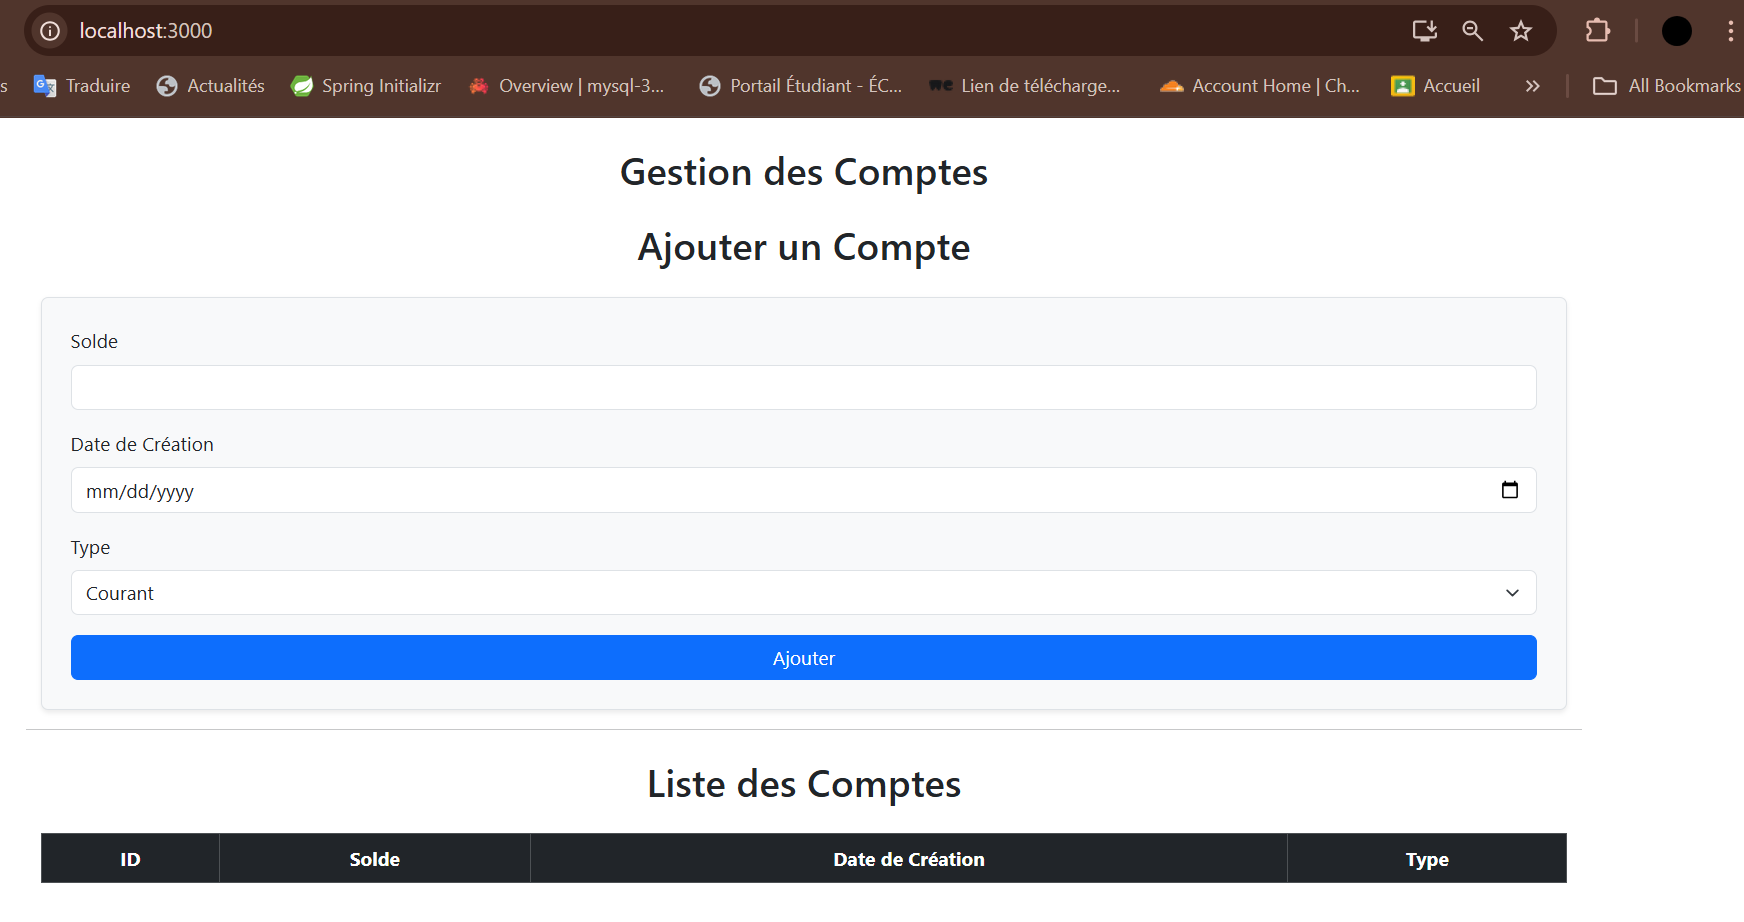 localhost:3000
s Traduire Actualités Spring Initializr Overview | mysql-3... Portail Étudiant - ÉC... we Lien de télécharge... Account Home | Ch... Accueil » All Bookmarks
Gestion des Comptes
Ajouter un Compte
Solde
Date de Création
mm/dd/yyyy
Type
Courant
Ajouter
Liste des Comptes
ID Solde Date de Création Type